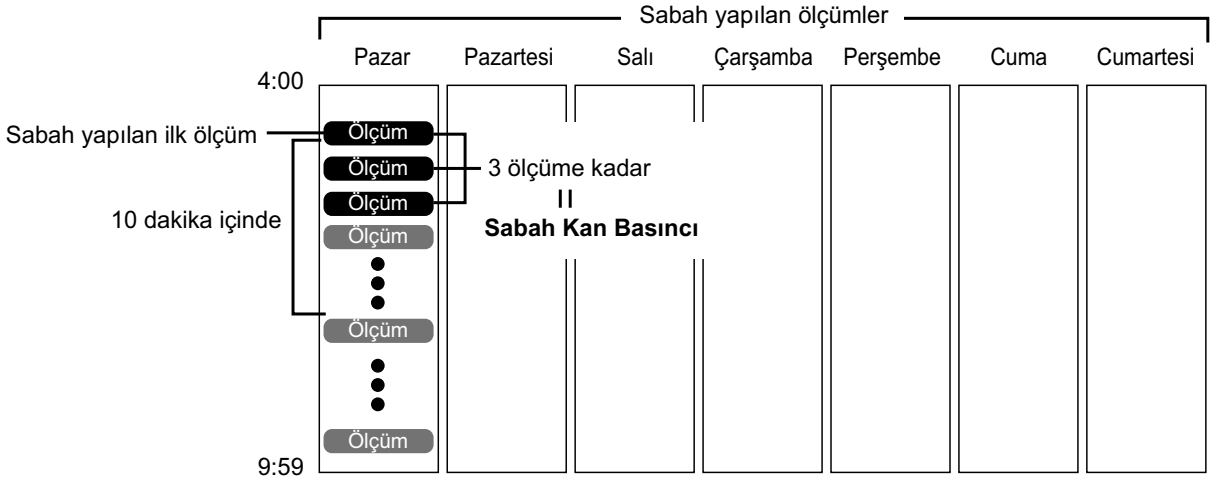 Sabah yapılan ölçümler
Pazar Pazartesi Salı Çarşamba Perşembe Cuma Cumartesi
4:00
Sabah yapılan ilk ölçüm
Ölçüm
Ölçüm
3 ölçüme kadar
Ölçüm
=
10 dakika içinde
Sabah Kan Basıncı
Ölçüm
Ölçüm
Ölçüm
9:59